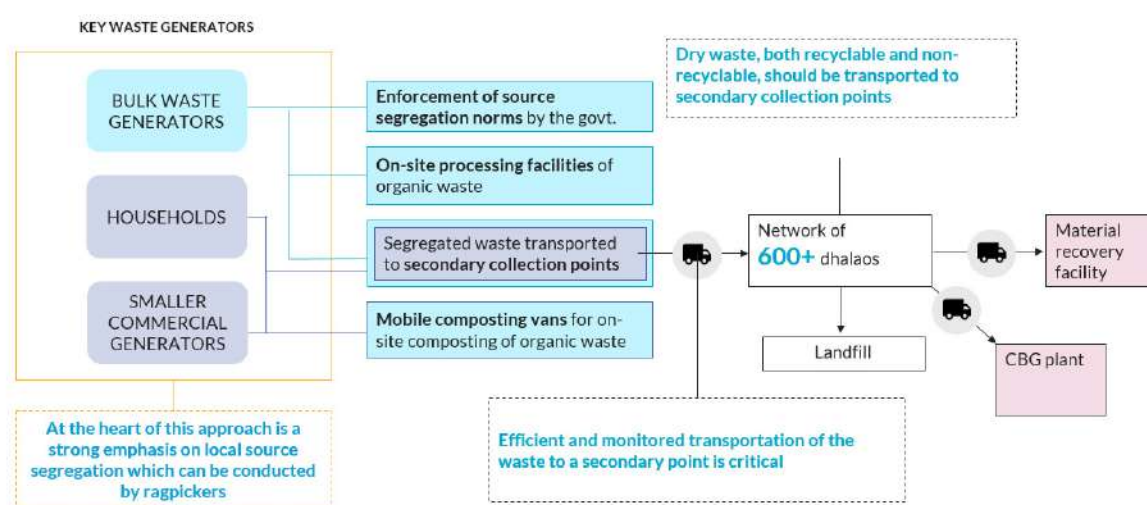 KEY WASTE GENERATORS
BULK WASTE
GENERATORS
HOUSEHOLDS
SMALLER
COMMERCIAL
GENERATORS
At the heart of this approach is a
strong emphasis on local source
segregation which can be conducted
by ragpickers
Enforcement of source
segregation norms by the govt.
On-site processing facilities of
organic waste
Segregated waste transported
to secondary collection points
Mobile composting vans for on-
site composting of organic waste
Dry waste, both recyclable and non-
recyclable, should be transported to
secondary collection points
Network of
600+ dhalaos
Landfill
Material
recovery
facility
CBG plant
Efficient and monitored transportation of the
waste to a secondary point is critical